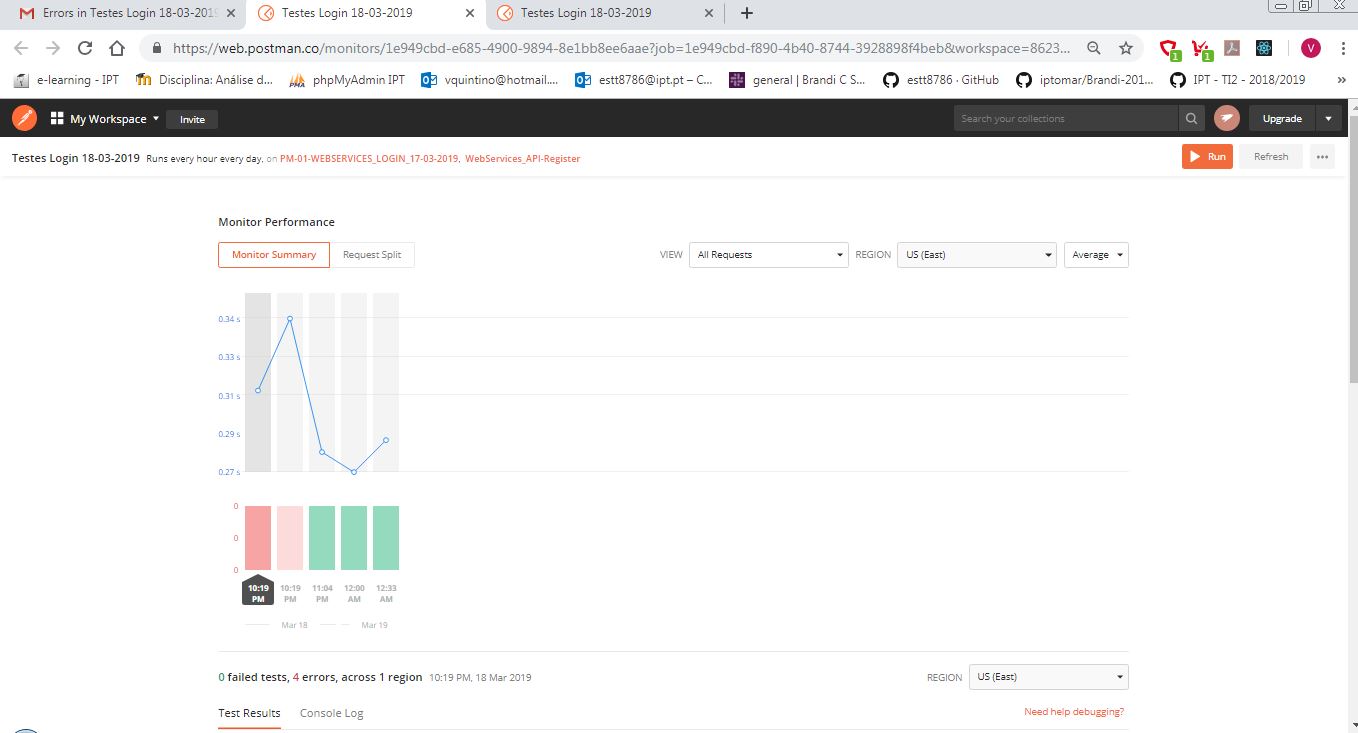 Errors in Testes Login 18-03-2019
Testes Login 18-03-2019
Testes Login 18-03-2019
https://web.postman.co/monitors/1e949cbd-e685-4900-9894-8e1bb8ee6aae?job=1e949cbd-f890-4b40-8744-3928898f4beb&workspace=8623...
1
1
V
e-learning - IPT
Disciplina: Análise d...
phpMyAdmin IPT
vquintino@hotmail....
estt8786@ipt.pt – C...
general | Brandi C S...
estt8786 · GitHub
iptomar/Brandi-201...
IPT - TI2 - 2018/2019
»
My Workspace
Invite
Search your collections
Upgrade
Testes Login 18-03-2019 Runs every hour every day, on PM-01-WEBSERVICES_LOGIN_17-03-2019, WebServices_API-Register
Run
Refresh
Monitor Performance
Monitor Summary
Request Split
VIEW
All Requests
REGION
US (East)
Average
0.34 s
0.33 s
0.31 s
0.29 s
0.27 s
0
0
0
10:19 PM
10:19 PM
11:04 PM
12:00 AM
12:33 AM
Mar 18
Mar 19
0 failed tests, 4 errors, across 1 region 10:19 PM, 18 Mar 2019
REGION
US (East)
Test Results
Console Log
Need help debugging?